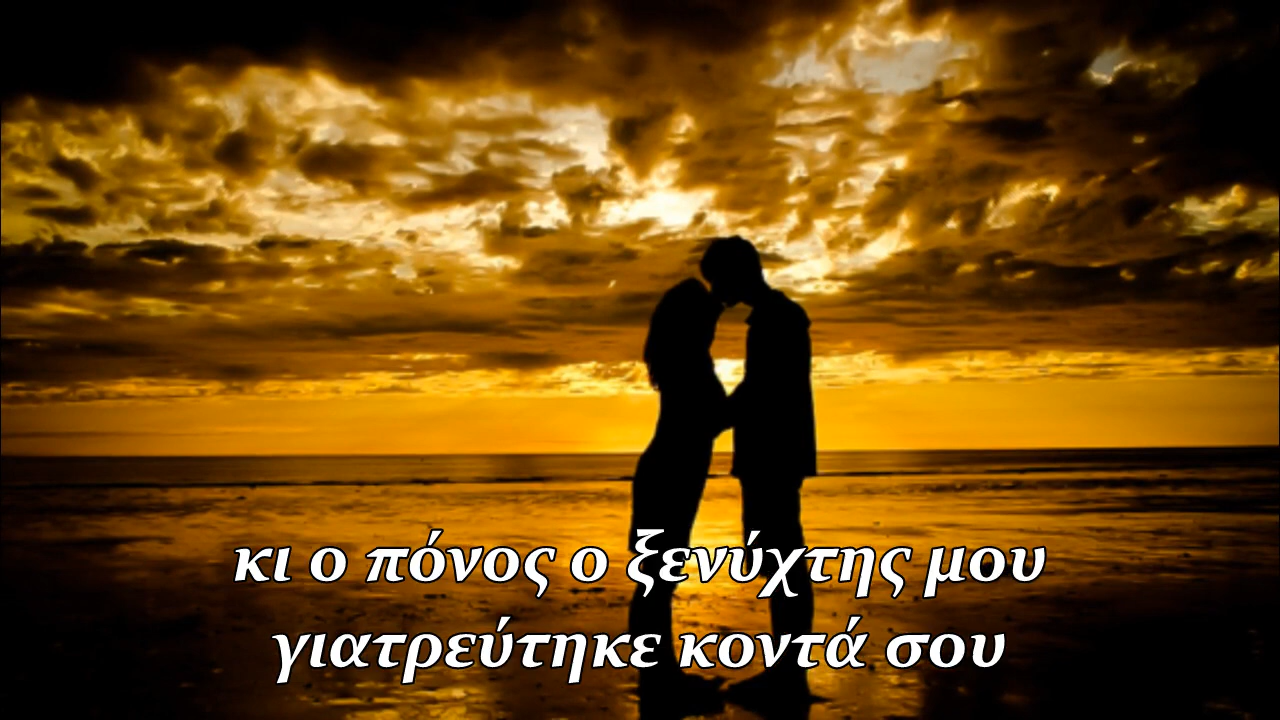 κι ο πόνος ο ξενύχτης μου
γιατρεύτηκε κοντά σου